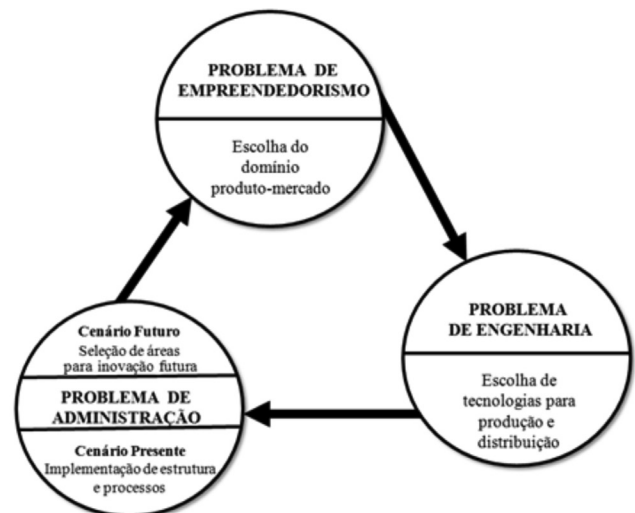 PROBLEMA DE
EMPREENDEDORISMO
Escolha do
domínio
produto-mercado
PROBLEMA
DE ENGENHARIA
Escolha de
tecnologias para
produção e
distribuição
Cenário Futuro
Seleção de áreas
para inovação futura
PROBLEMA DE
ADMINISTRAÇÃO
Cenário Presente
Implementação de estrutura
e processos